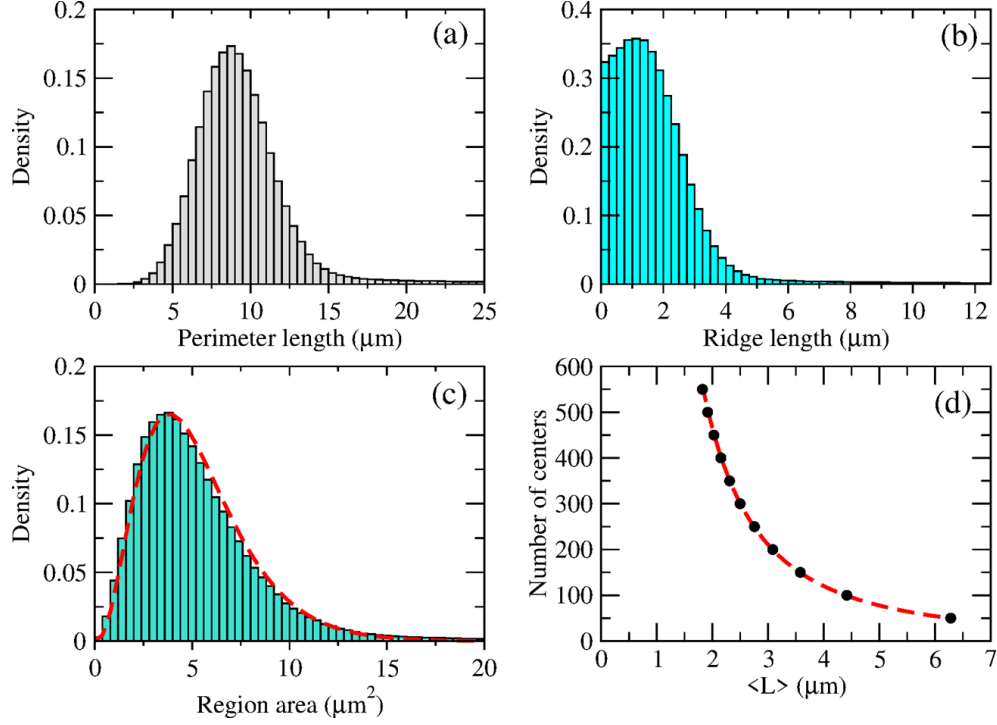 0.2
0.15
0.1
0.05
0
Density
(a)
0 5 10 15 20 25
Perimeter length (μm)
0.4
0.3
0.2
0.1
0
Density
(b)
0 2 4 6 8 10 12
Ridge length (μm)
0.2
0.15
0.1
0.05
0
Density
(c)
0 5 10 15 20
Region area (μm²)
600
500
400
300
200
100
0
Number of centers
(d)
0 1 2 3 4 5 6 7
<L> (μm)